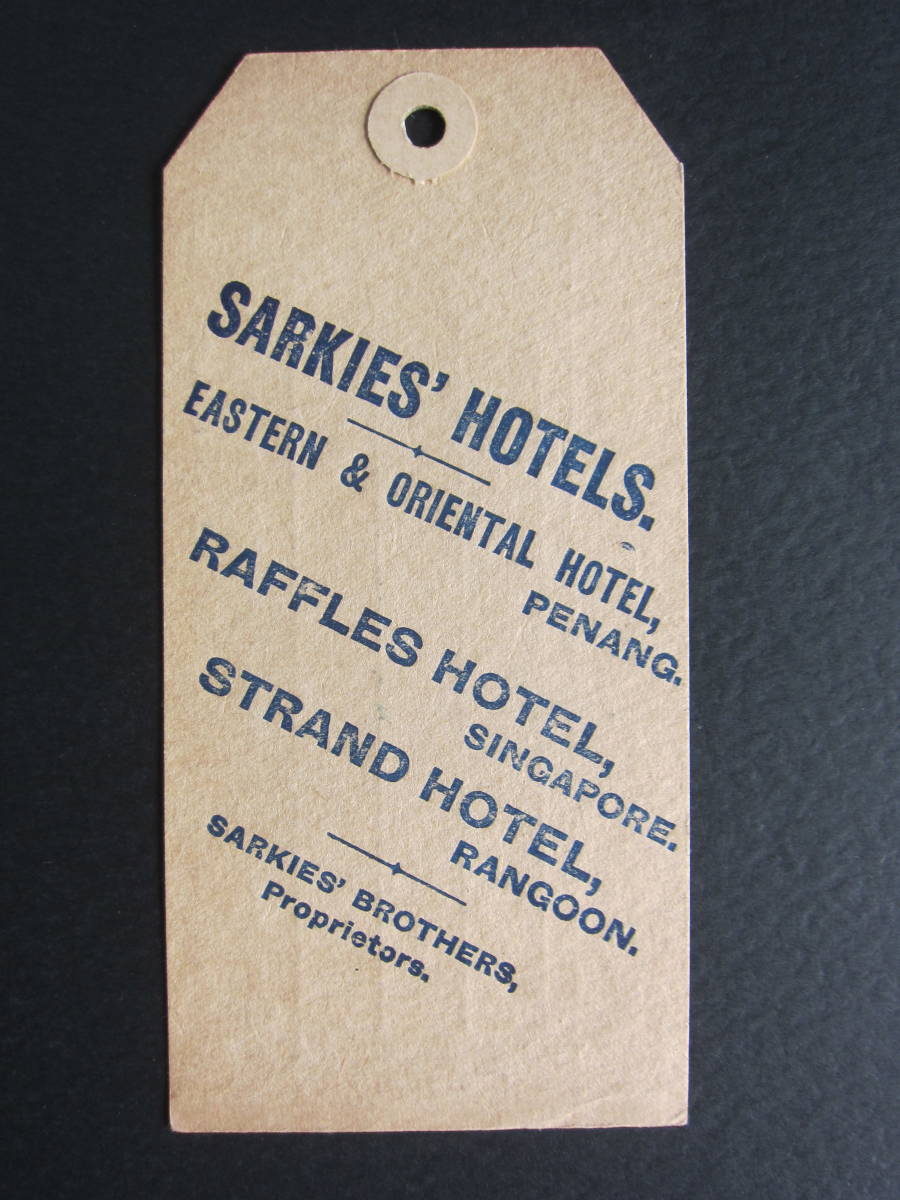 SARKIES' HOTELS.
EASTERN & ORIENTAL HOTEL,
PENANG.
RAFFLES HOTEL,
SINGAPORE.
STRAND HOTEL,
RANGOON.
SARKIES' BROTHERS,
Proprietors.